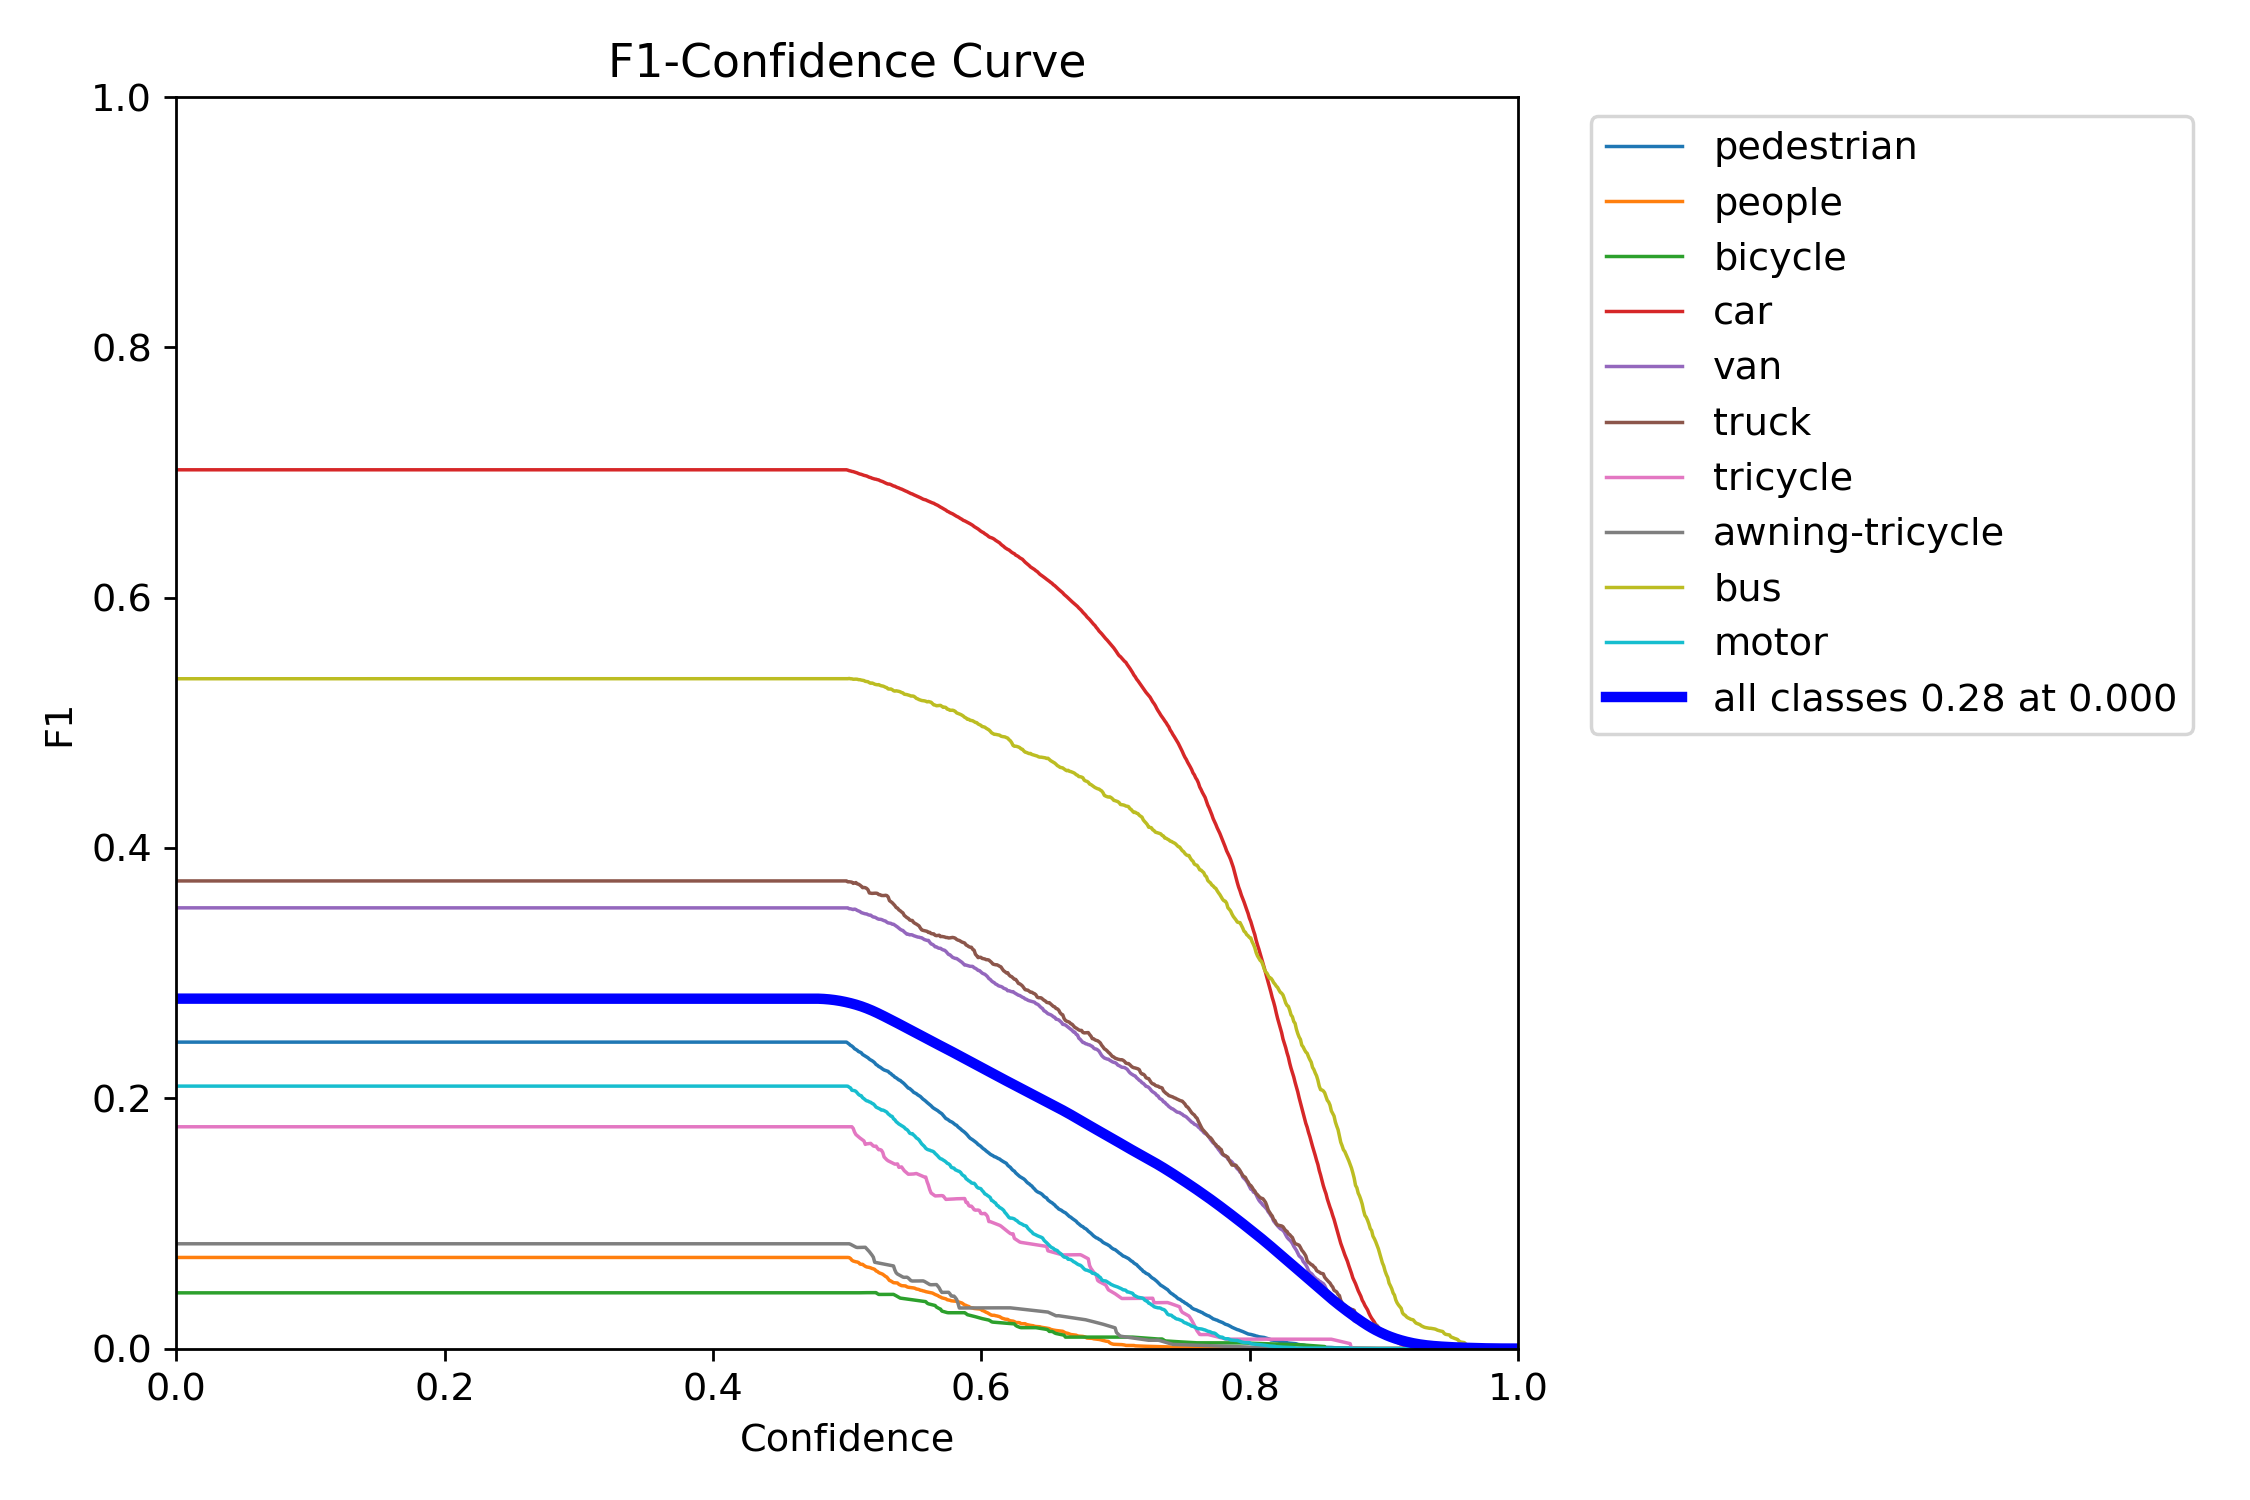 F1-Confidence Curve
1.0
0.8
0.6
0.4
0.2
0.0
F1
0.0 0.2 0.4 0.6 0.8 1.0
Confidence
pedestrian
people
bicycle
car
van
truck
tricycle
awning-tricycle
bus
motor
all classes 0.28 at 0.000